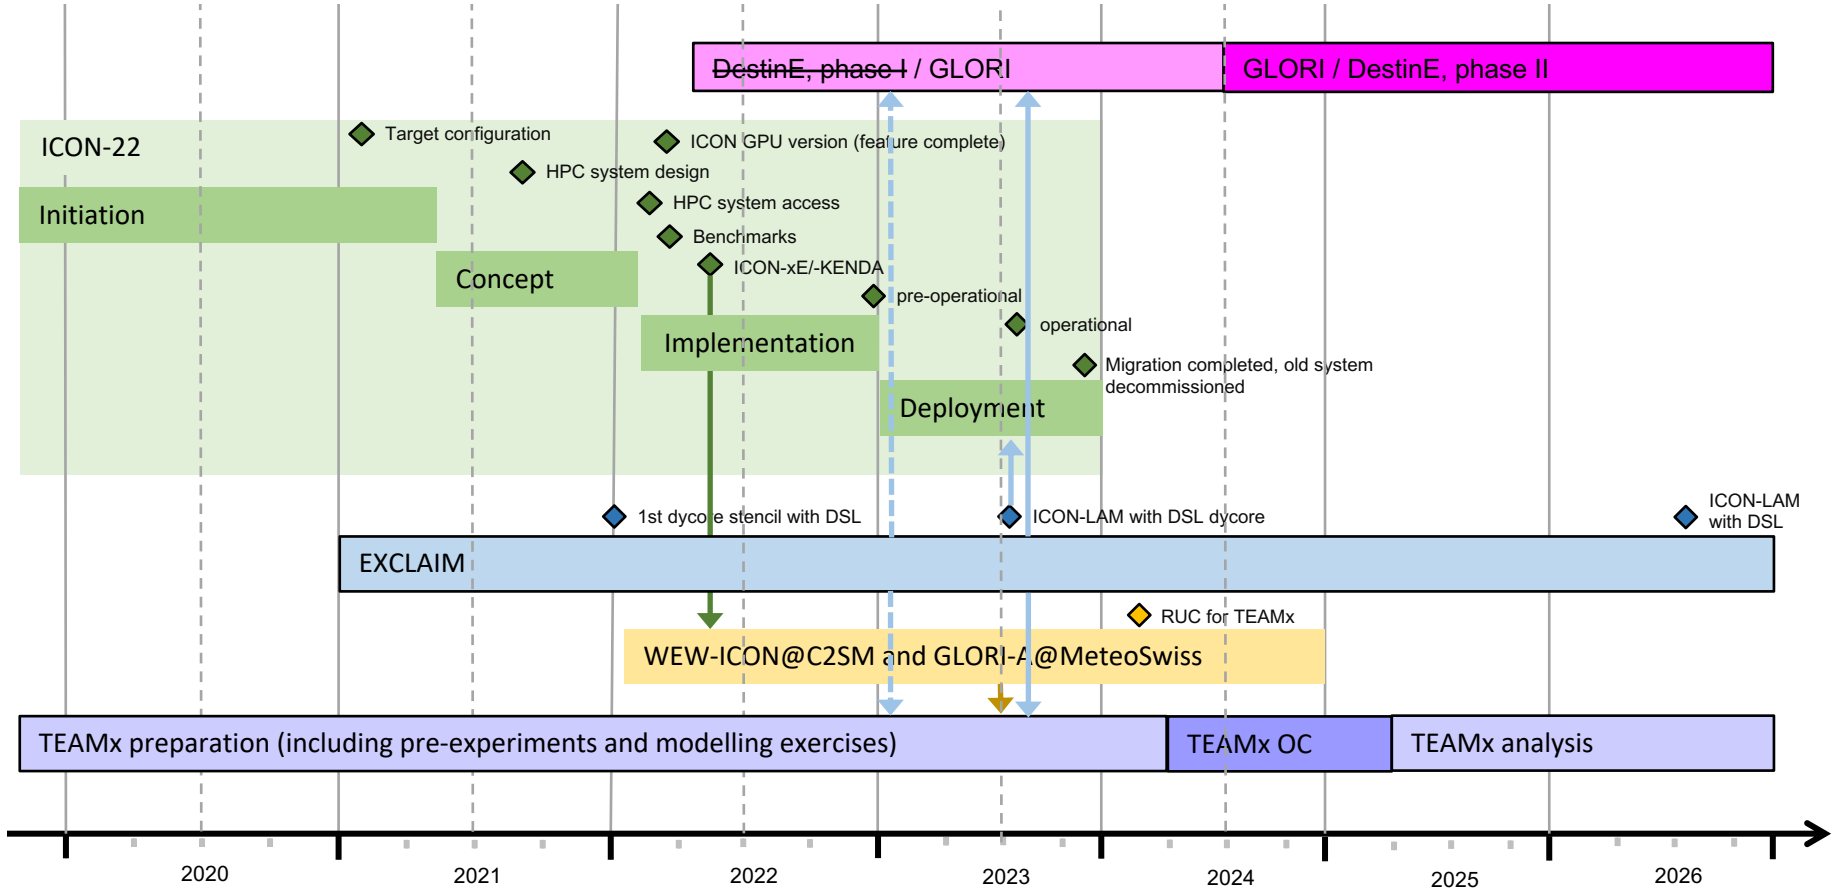 DestinE, phase I / GLORI
GLORI / DestinE, phase II
ICON-22
Target configuration
ICON GPU version (feature complete)
HPC system design
Initiation
HPC system access
Benchmarks
ICON-xE/-KENDA
Concept
pre-operational
operational
Implementation
Migration completed, old system
decommissioned
Deployment
1st dycore stencil with DSL
ICON-LAM with DSL dycore
ICON-LAM
with DSL
EXCLAIM
RUC for TEAMx
WEW-ICON@C2SM and GLORI-A@MeteoSwiss
TEAMx preparation (including pre-experiments and modelling exercises)
TEAMx OC
TEAMx analysis
2020
2021
2022
2023
2024
2025
2026